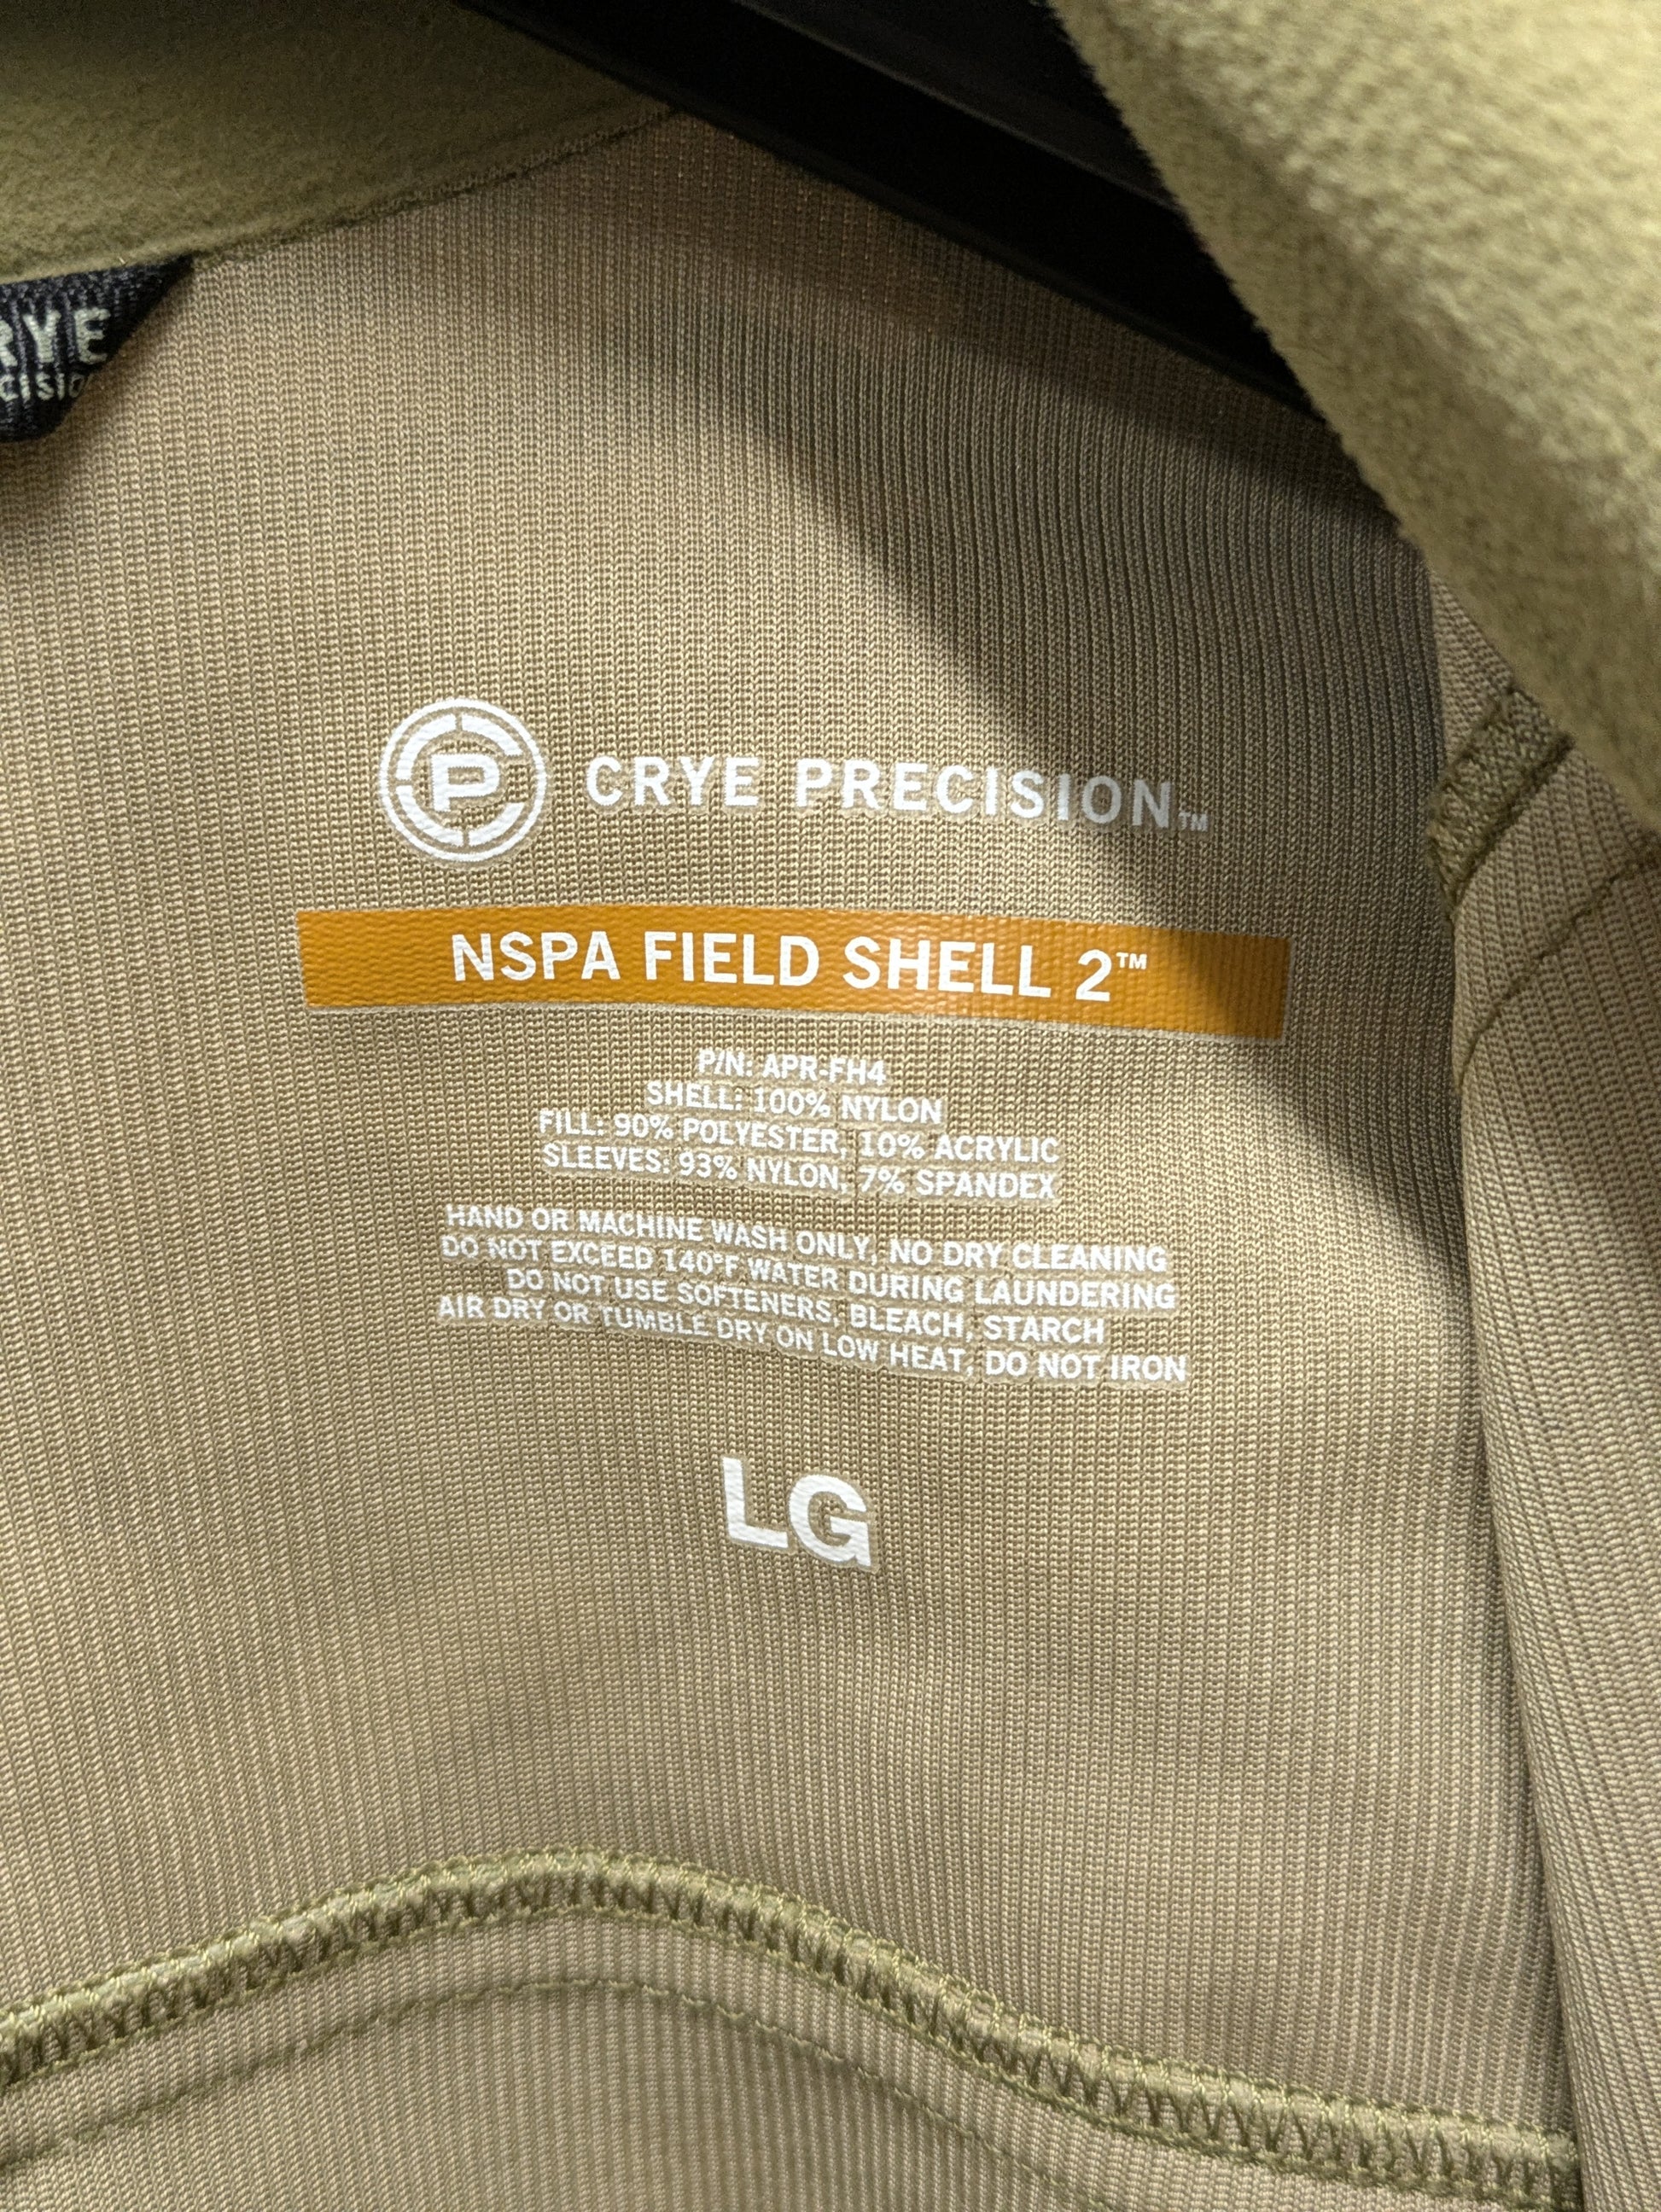 RYE
CISIO
CP
CRYE PRECISION™
NSPA FIELD SHELL 2™
P/N: APR-FH4
SHELL: 100% NYLON
FILL: 90% POLYESTER, 10% ACRYLIC
SLEEVES: 93% NYLON, 7% SPANDEX
HAND OR MACHINE WASH ONLY, NO DRY CLEANING
DO NOT EXCEED 140°F WATER DURING LAUNDERING
DO NOT USE SOFTENERS, BLEACH, STARCH
AIR DRY OR TUMBLE DRY ON LOW HEAT, DO NOT IRON
LG